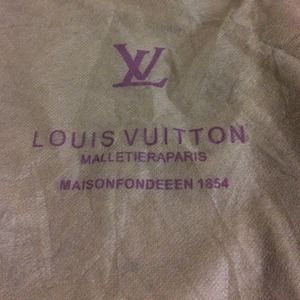 LV
LOUIS VUITTON
MALLETIERAPARIS
MAISONFONDEEEN 1854